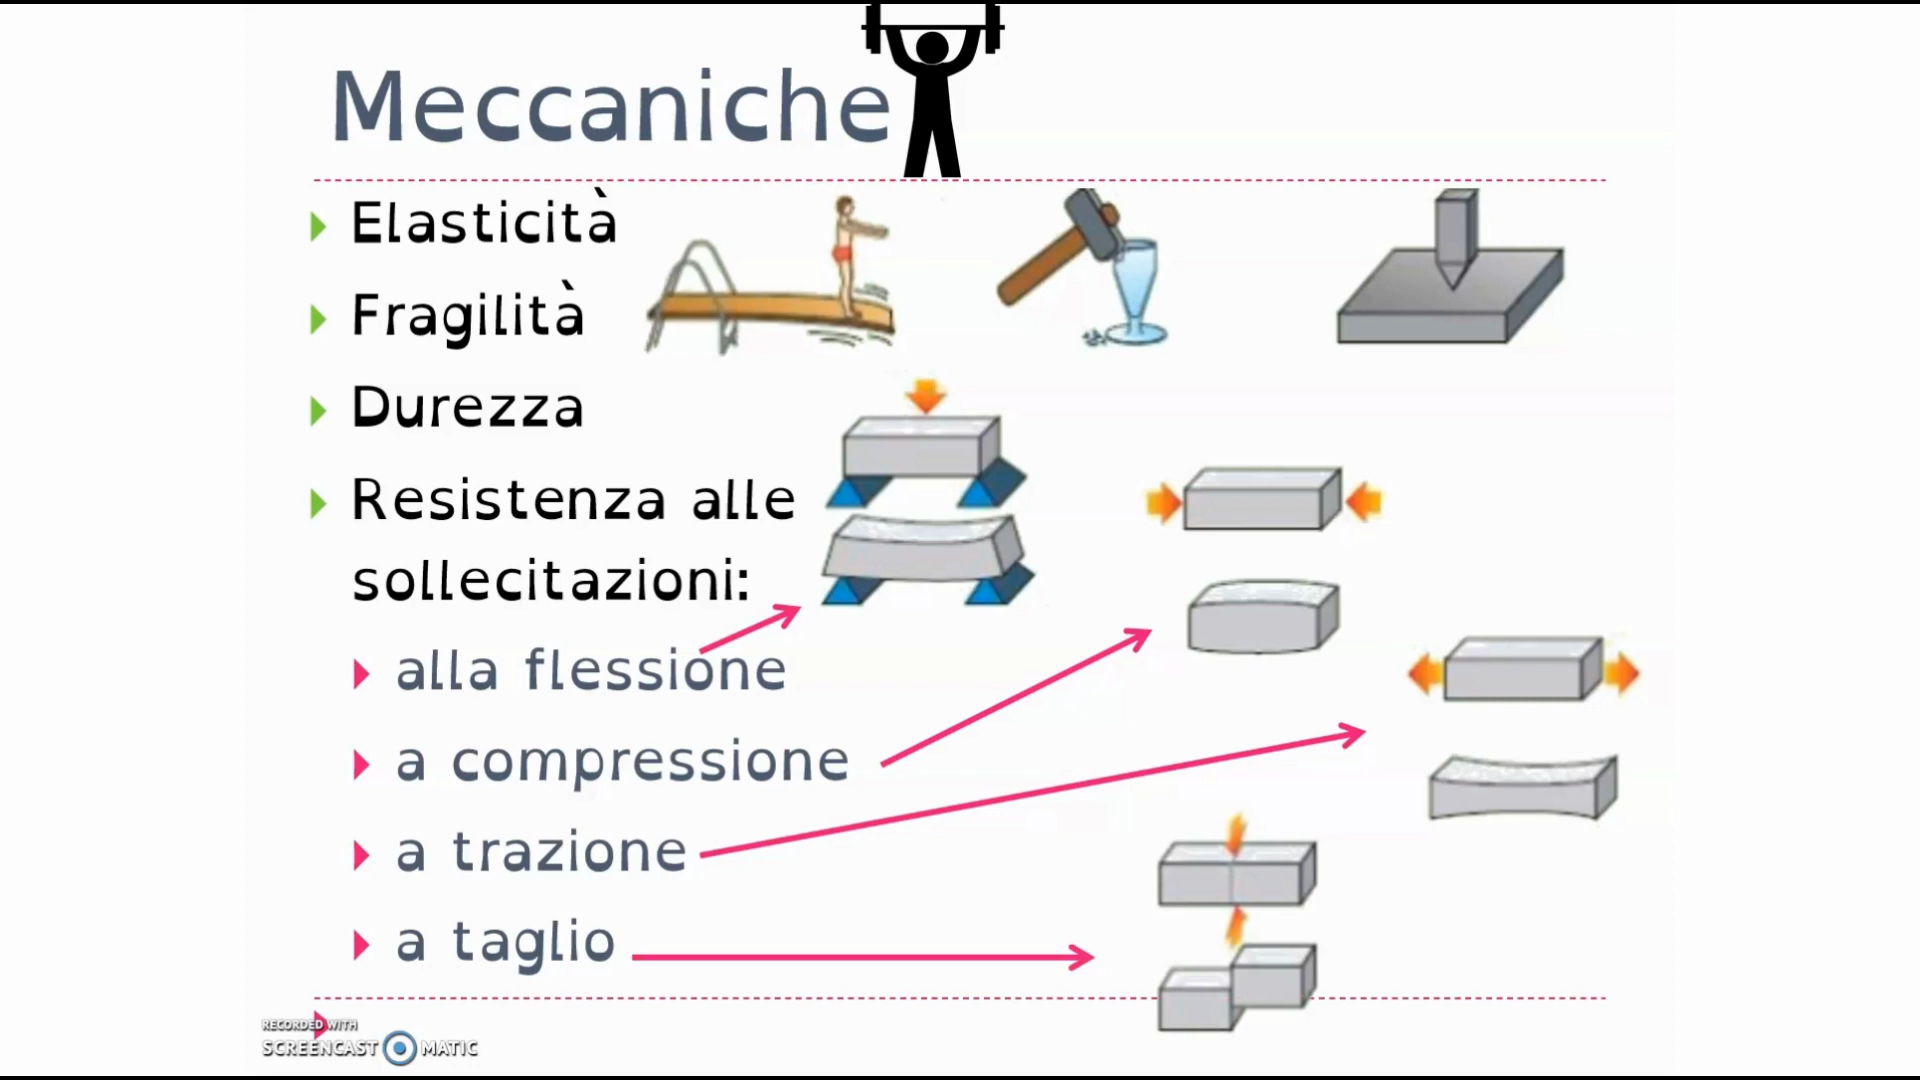 Meccaniche
Elasticità
Fragilità
Durezza
Resistenza alle
sollecitazioni:
alla flessione
a compressione
a trazione
a taglio
RECORDED WITH
SCREENCAST MATIC